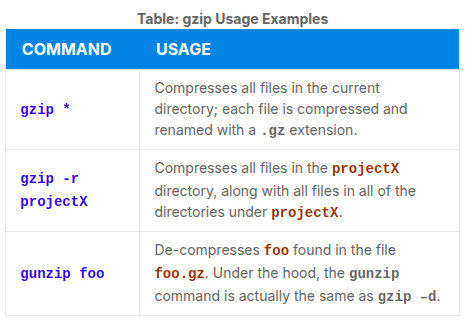 Table: gzip Usage Examples
COMMAND USAGE
gzip *
Compresses all files in the current
directory; each file is compressed and
renamed with a .gz extension.
gzip -r
projectX
Compresses all files in the projectX
directory, along with all files in all of the
directories under projectX.
gunzip foo
De-compresses foo found in the file
foo.gz. Under the hood, the gunzip
command is actually the same as gzip –d.